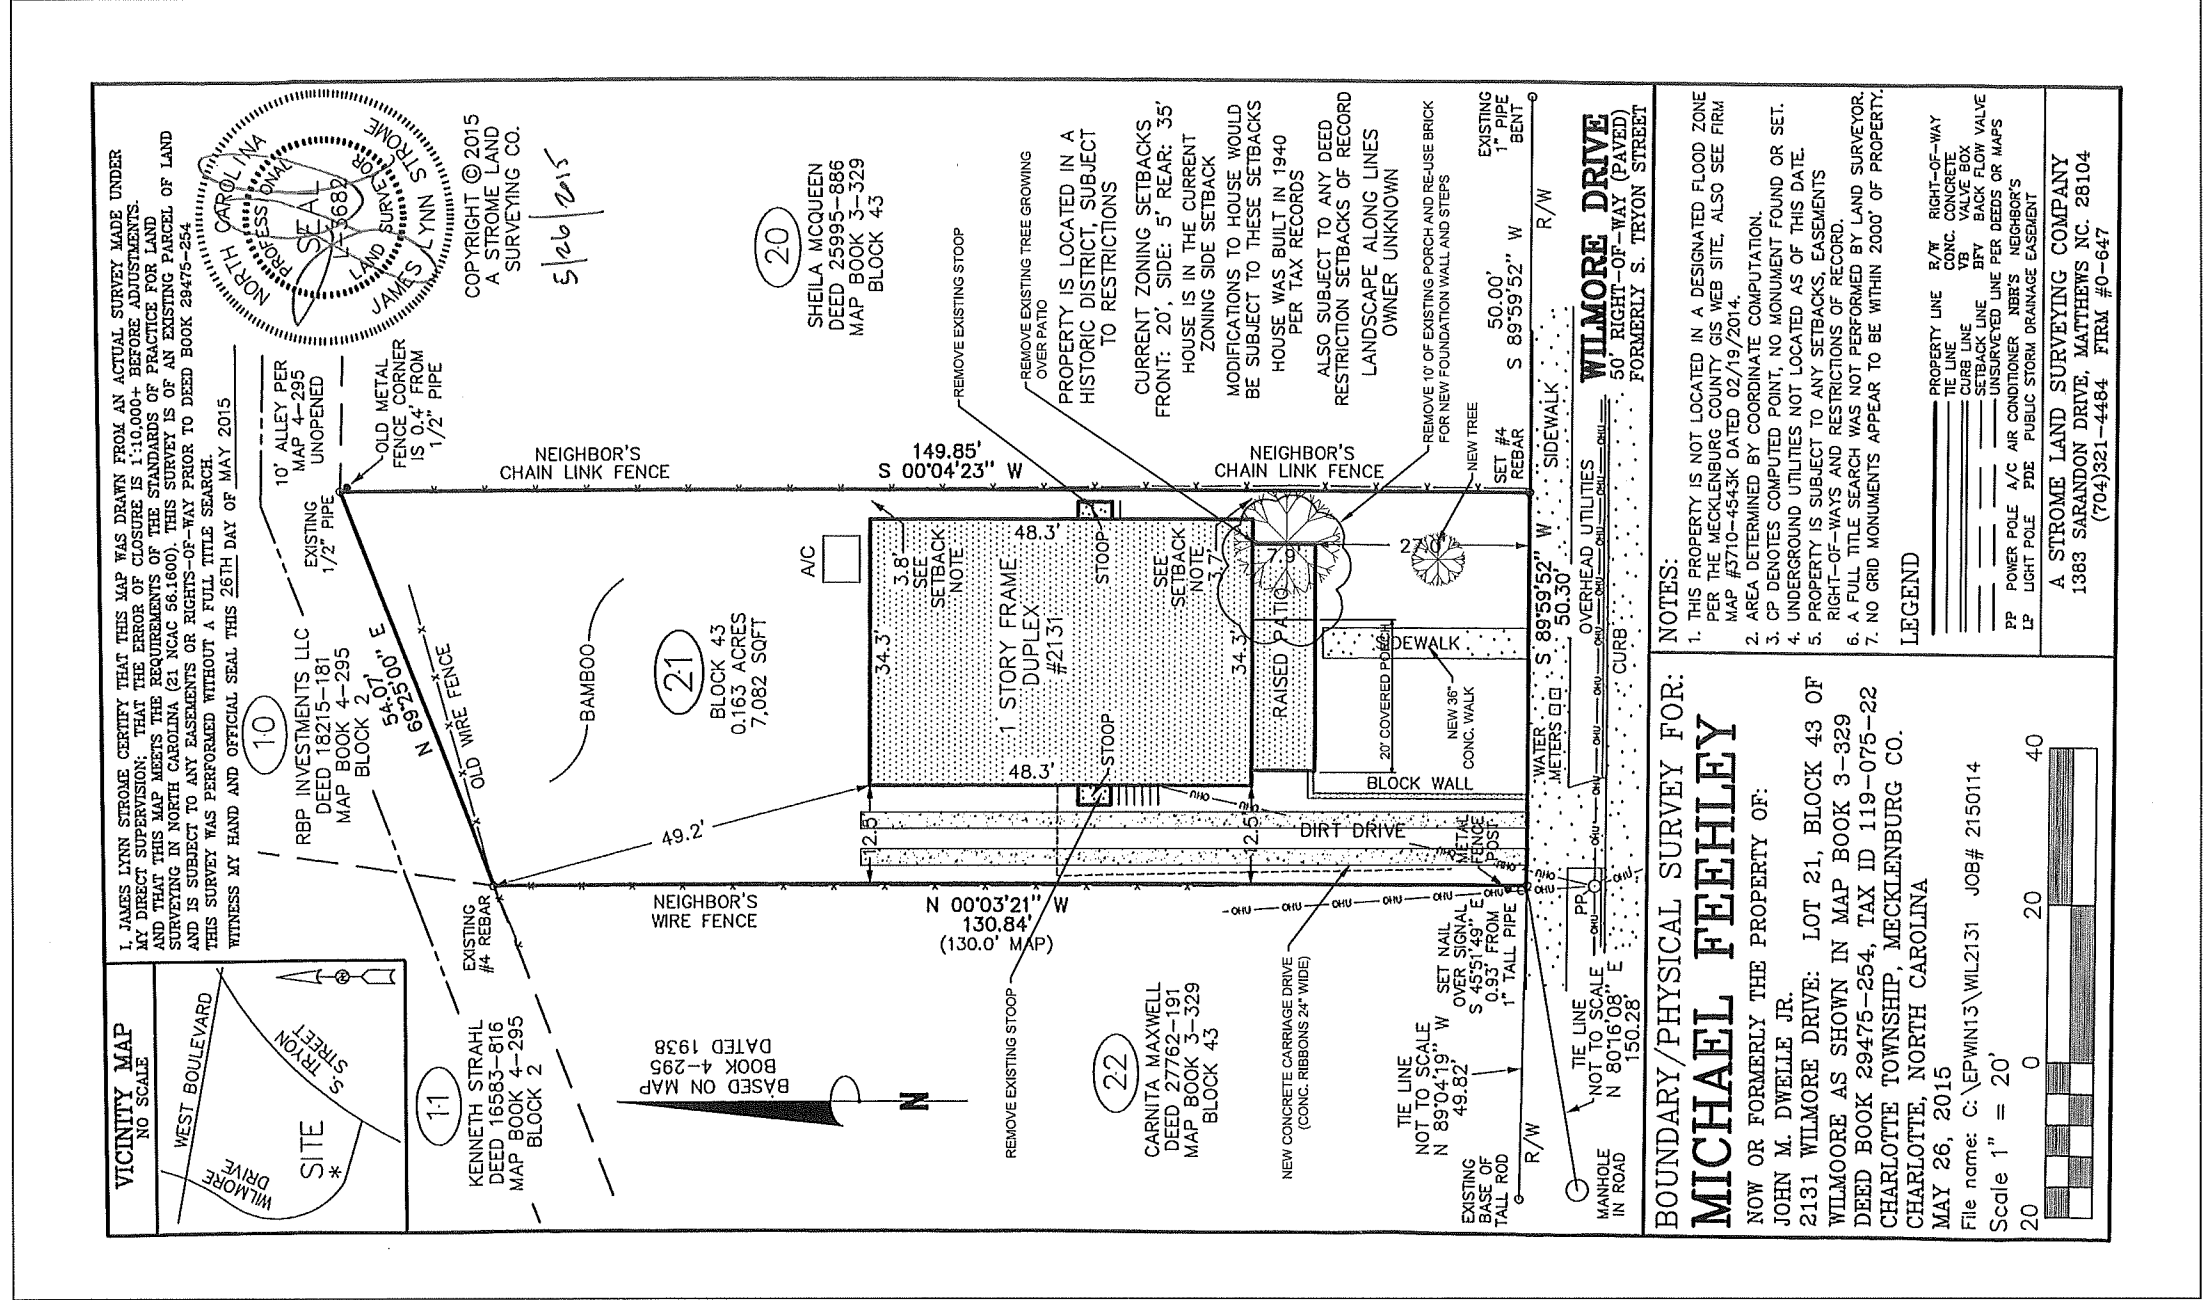 I, JAMES LYNN STROME CERTIFY THAT THIS MAP WAS DRAWN FROM AN ACTUAL SURVEY MADE UNDER
MY DIRECT SUPERVISION; THAT THE ERROR OF CLOSURE IS 1':10,000+ BEFORE ADJUSTMENTS.
AND THAT THIS MAP MEETS THE REQUIREMENTS OF THE STANDARDS OF PRACTICE FOR LAND
SURVEYING IN NORTH CAROLINA (21 NCAC 56.1600). THIS SURVEY IS OF AN EXISTING PARCEL OF LAND
AND IS SUBJECT TO ANY EASEMENTS OR RIGHTS-OF-WAY PRIOR TO DEED BOOK 29475-254
THIS SURVEY WAS PERFORMED WITHOUT A FULL TITLE SEARCH.
WITNESS MY HAND AND OFFICIAL SEAL THIS 26TH DAY OF MAY 2015
NORTH CAROLINA
PROFESSIONAL
SEAL
L-3682
LAND SURVEYOR
JAMES LYNN STROME
COPYRIGHT ©2015
A STROME LAND
SURVEYING CO.
5/26/2015
VICINITY MAP
NO SCALE
WEST BOULEVARD
S. TRYON
STREET
WILMORE
DRIVE
SITE
*
N
10
RBP INVESTMENTS LLC
DEED 18215-181
MAP BOOK 4-295
BLOCK 2
10' ALLEY PER
MAP 4-295
UNOPENED
EXISTING
1/2" PIPE
OLD METAL
FENCE CORNER
IS 0.4' FROM
1/2" PIPE
54.07'
N 69°25'00" E
OLD WIRE FENCE
11
KENNETH STRAHL
DEED 16583-816
MAP BOOK 4-295
BLOCK 2
EXISTING
#4 REBAR
BAMBOO
49.2'
NEIGHBOR'S
CHAIN LINK FENCE
149.85'
S 00°04'23" W
NEIGHBOR'S
CHAIN LINK FENCE
NEIGHBOR'S
WIRE FENCE
N 00°03'21" W
130.84'
(130.0' MAP)
BASED ON MAP
BOOK 4-295
DATED 1938
N
20
SHEILA MCQUEEN
DEED 25995-886
MAP BOOK 3-329
BLOCK 43
21
BLOCK 43
0.163 ACRES
7,082 SQFT
A/C
34.3'
3.8'
SEE
SETBACK
NOTE
48.3'
1 STORY FRAME
DUPLEX
#2131
STOOP
SEE
SETBACK
NOTE
3.7'
34.3'
48.3'
STOOP
12.5'
12.5'
RAISED PATIO
7.9'
27.0'
20' COVERED PORCH
SIDEWALK
NEW 36"
CONC. WALK
BLOCK WALL
DIRT DRIVE
METAL
FENCE
POST
REMOVE EXISTING STOOP
REMOVE EXISTING TREE GROWING
OVER PATIO
PROPERTY IS LOCATED IN A
HISTORIC DISTRICT, SUBJECT
TO RESTRICTIONS
CURRENT ZONING SETBACKS
FRONT: 20', SIDE: 5' REAR: 35'
HOUSE IS IN THE CURRENT
ZONING SIDE SETBACK
MODIFICATIONS TO HOUSE WOULD
BE SUBJECT TO THESE SETBACKS
HOUSE WAS BUILT IN 1940
PER TAX RECORDS
ALSO SUBJECT TO ANY DEED
RESTRICTION SETBACKS OF RECORD
LANDSCAPE ALONG LINES
OWNER UNKNOWN
REMOVE 10' OF EXISTING PORCH AND RE-USE BRICK
FOR NEW FOUNDATION WALL AND STEPS
NEW TREE
22
CARNITA MAXWELL
DEED 27762-191
MAP BOOK 3-329
BLOCK 43
REMOVE EXISTING STOOP
NEW CONCRETE CARRIAGE DRIVE
(CONC. RIBBONS 24" WIDE)
TIE LINE
NOT TO SCALE
N 89°04'19" W
49.82'
SET NAIL
OVER SIGNAL
S 45°51'49" E
0.93' FROM
1" TALL PIPE
EXISTING
BASE OF
TALL ROD
R/W
MANHOLE
IN ROAD
TIE LINE
NOT TO SCALE
N 80°16'08" E
150.28'
PP
OHU OHU OHU OHU
WATER
METERS
S 89°59'52" W
50.30'
OVERHEAD UTILITIES
CURB
SIDEWALK
SET #4
REBAR
50.00'
S 89°59'52" W
EXISTING
1" PIPE
BENT
R/W
WILMORE DRIVE
50' RIGHT-OF-WAY (PAVED)
FORMERLY S. TRYON STREET
BOUNDARY/PHYSICAL SURVEY FOR:
MICHAEL FEEHLEY
NOW OR FORMERLY THE PROPERTY OF:
JOHN M. DWELLE JR.
2131 WILMORE DRIVE: LOT 21, BLOCK 43 OF
WILMOORE AS SHOWN IN MAP BOOK 3-329
DEED BOOK 29475-254, TAX ID 119-075-22
CHARLOTTE TOWNSHIP, MECKLENBURG CO.
CHARLOTTE, NORTH CAROLINA
MAY 26, 2015
File name: C:\EPWIN13\WIL2131 JOB# 2150114
Scale 1" = 20'
20 0 20 40
NOTES:
1. THIS PROPERTY IS NOT LOCATED IN A DESIGNATED FLOOD ZONE
PER THE MECKLENBURG COUNTY GIS WEB SITE, ALSO SEE FIRM
MAP #3710-4543K DATED 02/19/2014.
2. AREA DETERMINED BY COORDINATE COMPUTATION.
3. CP DENOTES COMPUTED POINT, NO MONUMENT FOUND OR SET.
4. UNDERGROUND UTILITIES NOT LOCATED AS OF THIS DATE.
5. PROPERTY IS SUBJECT TO ANY SETBACKS, EASEMENTS
RIGHT-OF-WAYS AND RESTRICTIONS OF RECORD.
6. A FULL TITLE SEARCH WAS NOT PERFORMED BY LAND SURVEYOR.
7. NO GRID MONUMENTS APPEAR TO BE WITHIN 2000' OF PROPERTY.
LEGEND
PROPERTY LINE R/W RIGHT-OF-WAY
TIE LINE CONC. CONCRETE
CURB LINE VB VALVE BOX
SETBACK LINE BFV BACK FLOW VALVE
UNSURVEYED LINE PER DEEDS OR MAPS
PP POWER POLE A/C AIR CONDITIONER NBR'S NEIGHBOR'S
LP LIGHT POLE PDE PUBLIC STORM DRAINAGE EASEMENT
A STROME LAND SURVEYING COMPANY
1383 SARANDON DRIVE, MATTHEWS NC. 28104
(704)321-4484 FIRM #0-647